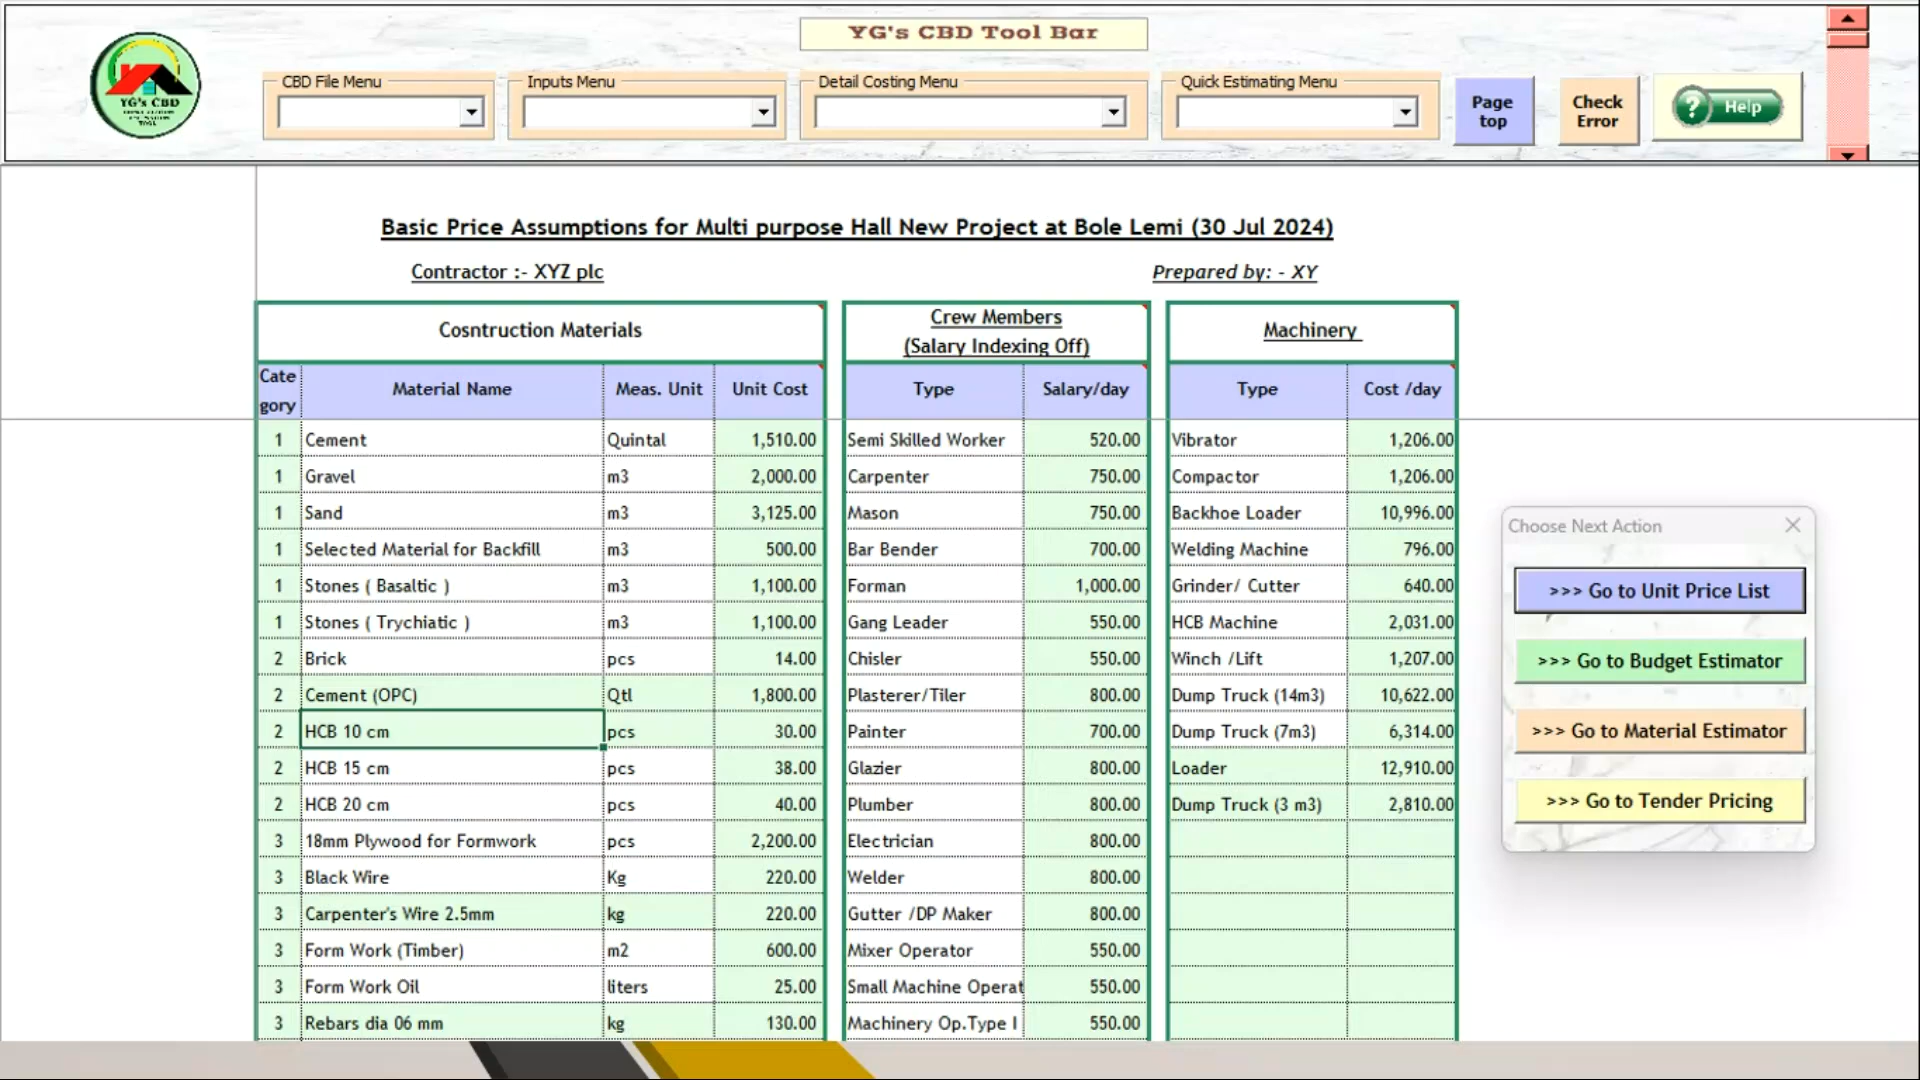 YG's CBD Tool Bar
YG's CBD
CBD File Menu
Inputs Menu
Detail Costing Menu
Quick Estimating Menu
Page top
Check Error
? Help
Basic Price Assumptions for Multi purpose Hall New Project at Bole Lemi (30 Jul 2024)
Contractor :- XYZ plc
Prepared by: - XY
Cosntruction Materials
Crew Members
(Salary Indexing Off)
Machinery
Cate gory Material Name Meas. Unit Unit Cost Type Salary/day Type Cost /day
1 Cement Quintal 1,510.00 Semi Skilled Worker 520.00 Vibrator 1,206.00
1 Gravel m3 2,000.00 Carpenter 750.00 Compactor 1,206.00
1 Sand m3 3,125.00 Mason 750.00 Backhoe Loader 10,996.00
1 Selected Material for Backfill m3 500.00 Bar Bender 700.00 Welding Machine 796.00
1 Stones ( Basaltic ) m3 1,100.00 Forman 1,000.00 Grinder/ Cutter 640.00
1 Stones ( Trychiatic ) m3 1,100.00 Gang Leader 550.00 HCB Machine 2,031.00
2 Brick pcs 14.00 Chisler 550.00 Winch /Lift 1,207.00
2 Cement (OPC) Qtl 1,800.00 Plasterer/Tiler 800.00 Dump Truck (14m3) 10,622.00
2 HCB 10 cm pcs 30.00 Painter 700.00 Dump Truck (7m3) 6,314.00
2 HCB 15 cm pcs 38.00 Glazier 800.00 Loader 12,910.00
2 HCB 20 cm pcs 40.00 Plumber 800.00 Dump Truck (3 m3) 2,810.00
3 18mm Plywood for Formwork pcs 2,200.00 Electrician 800.00
3 Black Wire Kg 220.00 Welder 800.00
3 Carpenter's Wire 2.5mm kg 220.00 Gutter /DP Maker 800.00
3 Form Work (Timber) m2 600.00 Mixer Operator 550.00
3 Form Work Oil liters 25.00 Small Machine Operat 550.00
3 Rebars dia 06 mm kg 130.00 Machinery Op.Type I 550.00
Choose Next Action
>>> Go to Unit Price List
>>> Go to Budget Estimator
>>> Go to Material Estimator
>>> Go to Tender Pricing